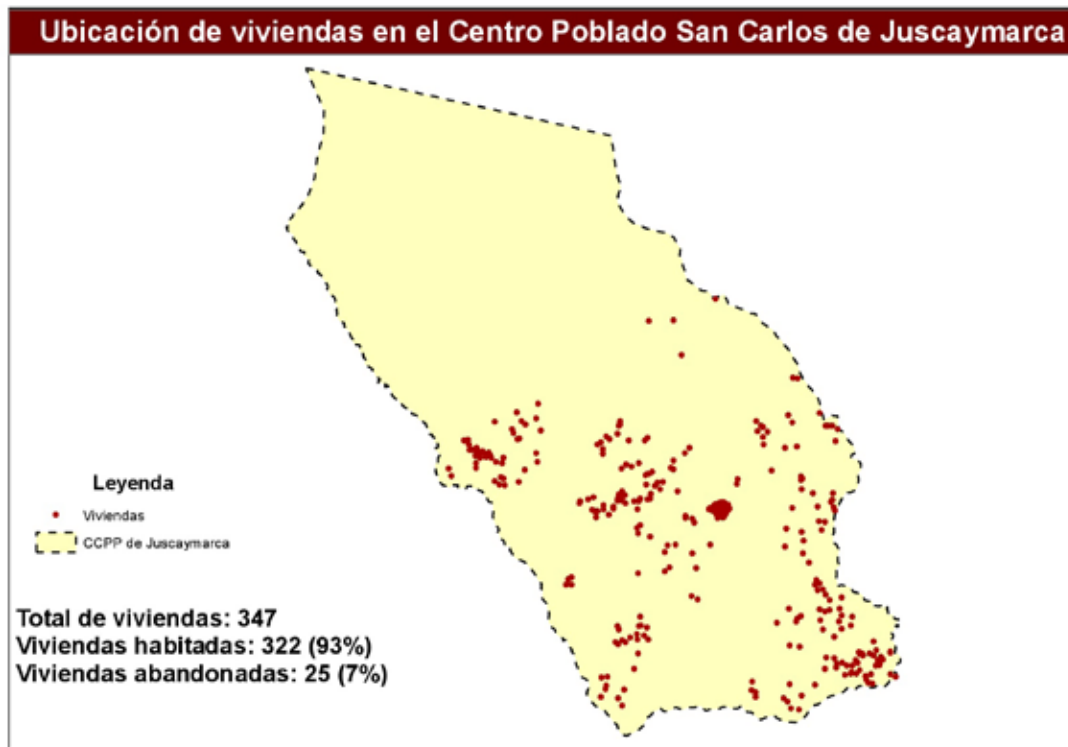 Ubicación de viviendas en el Centro Poblado San Carlos de Juscaymarca
Leyenda
Viviendas
CCPP de Juscaymarca
Total de viviendas: 347
Viviendas habitadas: 322 (93%)
Viviendas abandonadas: 25 (7%)